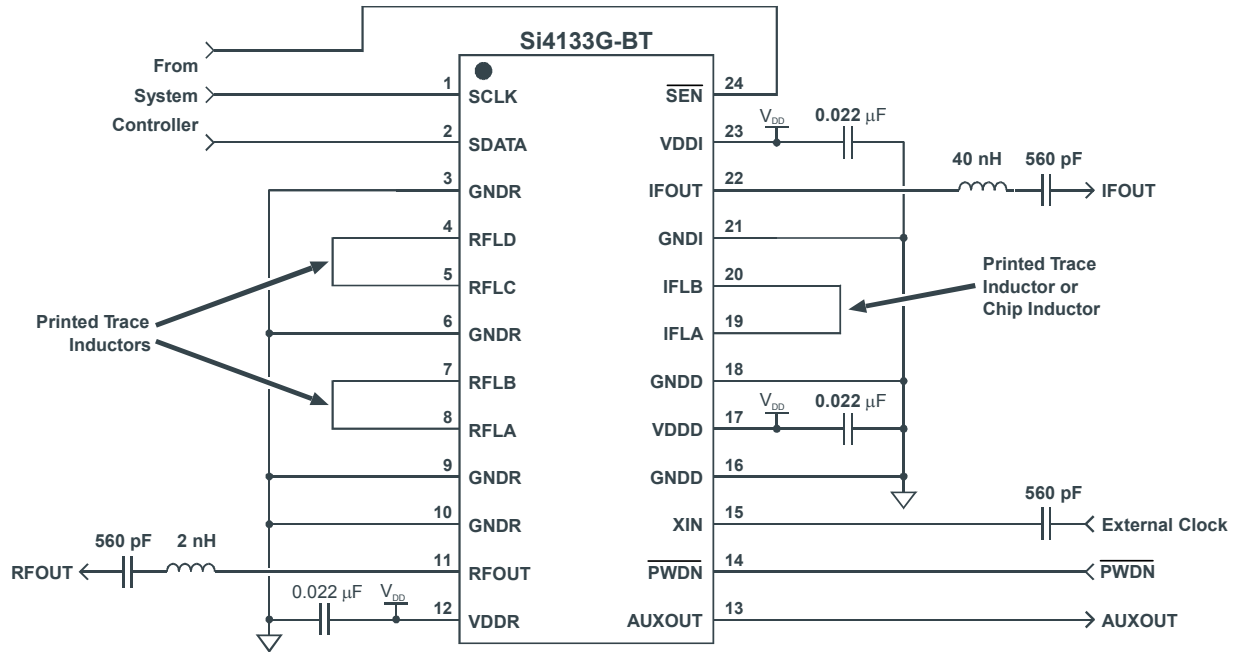 Si4133G-BT
From
System
Controller
1 SCLK
2 SDATA
3 GNDR
4 RFLD
5 RFLC
6 GNDR
7 RFLB
8 RFLA
9 GNDR
10 GNDR
11 RFOUT
12 VDDR
SEN 24
VDDI 23
IFOUT 22
GNDI 21
IFLB 20
IFLA 19
GNDD 18
VDDD 17
GNDD 16
XIN 15
PWDN 14
AUXOUT 13
VDD 0.022 μF
40 nH 560 pF
IFOUT
Printed Trace
Inductor or
Chip Inductor
Printed Trace
Inductors
VDD 0.022 μF
560 pF
External Clock
PWDN
AUXOUT
560 pF 2 nH
RFOUT
0.022 μF VDD